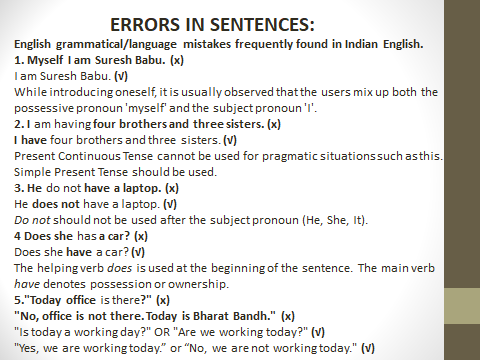 ERRORS IN SENTENCES:
English grammatical/language mistakes frequently found in Indian English.
1. Myself I am Suresh Babu. (x)
I am Suresh Babu. (√)
While introducing oneself, it is usually observed that the users mix up both the
possessive pronoun 'myself' and the subject pronoun 'I'.
2. I am having four brothers and three sisters. (x)
I have four brothers and three sisters. (√)
Present Continuous Tense cannot be used for pragmatic situations such as this.
Simple Present Tense should be used.
3. He do not have a laptop. (x)
He does not have a laptop. (√)
Do not should not be used after the subject pronoun (He, She, It).
4 Does she has a car? (x)
Does she have a car? (√)
The helping verb does is used at the beginning of the sentence. The main verb
have denotes possession or ownership.
5."Today office is there?" (x)
"No, office is not there. Today is Bharat Bandh." (x)
"Is today a working day?" OR "Are we working today?" (√)
"Yes, we are working today.” or “No, we are not working today." (√)